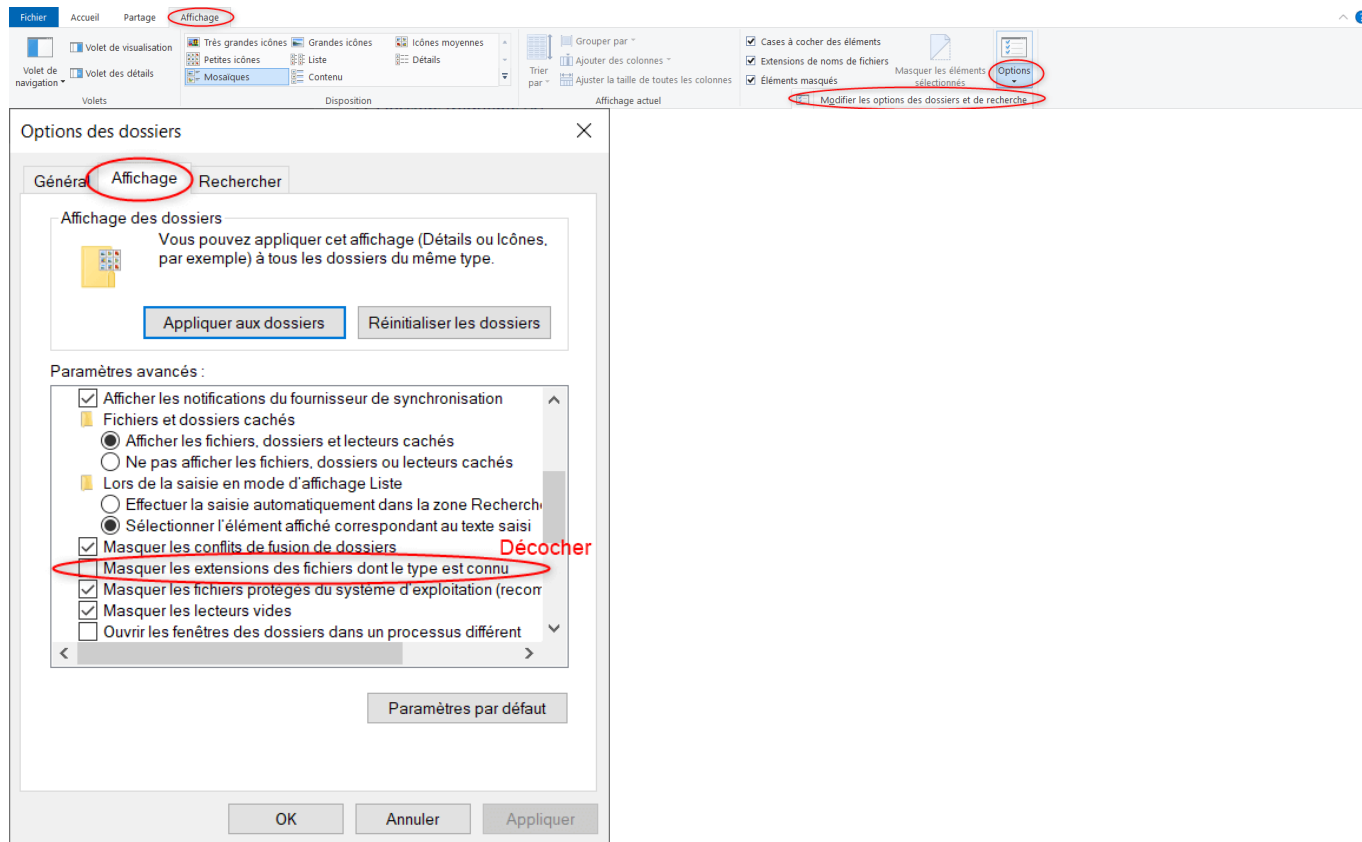 Fichier Accueil Partage Affichage
Volet de navigation
Volet de visualisation
Volet des détails
Volets
Très grandes icônes Grandes icônes Icônes moyennes
Petites icônes Liste Détails
Mosaïques Contenu
Disposition
Trier par
Grouper par
Ajouter des colonnes
Ajuster la taille de toutes les colonnes
Affichage actuel
Cases à cocher des éléments
Extensions de noms de fichiers
Éléments masqués
Masquer les éléments sélectionnés
Options
Modifier les options des dossiers et de recherche
Options des dossiers
Général Affichage Rechercher
Affichage des dossiers
Vous pouvez appliquer cet affichage (Détails ou Icônes,
par exemple) à tous les dossiers du même type.
Appliquer aux dossiers Réinitialiser les dossiers
Paramètres avancés :
Afficher les notifications du fournisseur de synchronisation
Fichiers et dossiers cachés
Afficher les fichiers, dossiers et lecteurs cachés
Ne pas afficher les fichiers, dossiers ou lecteurs cachés
Lors de la saisie en mode d'affichage Liste
Effectuer la saisie automatiquement dans la zone Recherch
Sélectionner l'élément affiché correspondant au texte saisi
Masquer les conflits de fusion de dossiers
Décocher
Masquer les extensions des fichiers dont le type est connu
Masquer les fichiers protégés du système d'exploitation (recom
Masquer les lecteurs vides
Ouvrir les fenêtres des dossiers dans un processus différent
Paramètres par défaut
OK Annuler Appliquer